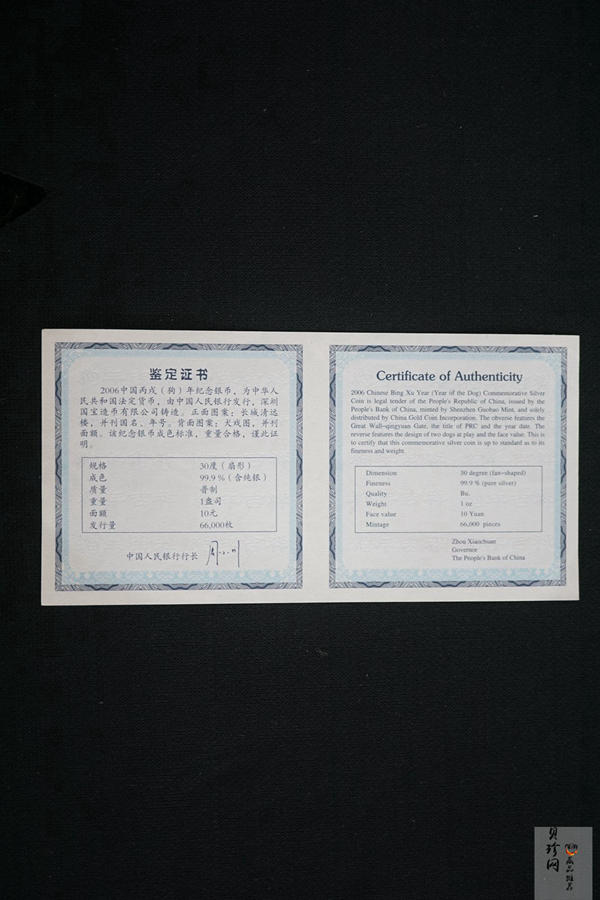 鉴定证书
2006中国丙戌(狗)年纪念银币,为中华人
民共和国法定货币,由中国人民银行发行,深圳
国宝造币有限公司铸造。正面图案:长城清远
楼,并刊国名、年号。背面图案:犬戏图,并刊
面额。该纪念银币成色标准,重量合格,谨此证
明。
规格 30度(扇形)
成色 99.9%(含纯银)
质量 普制
重量 1盎司
面额 10元
发行量 66,000枚
中国人民银行行长
Certificate of Authenticity
2006 Chinese Bing Xu Year (Year of the Dog) Commemorative Silver
Coin is legal tender of the People's Republic of China, issued by the
People's Bank of China, minted by Shenzhen Guobao Mint, and solely
distributed by China Gold Coin Incorporation. The obverse features the
Great Wall-qingyuan Gate, the title of PRC and the year date. The
reverse features the design of two dogs at play and the face value. This is
to certify that this commemorative silver coin is up to standard as to its
fineness and weight.
Dimension 30 degree (fan-shaped)
Fineness 99.9 % (pure silver)
Quality Bu.
Weight 1 oz
Face value 10 Yuan
Mintage 66,000 pieces
Zhou Xiaochuan
Governor
The People's Bank of China
贝珍网
藏品推荐